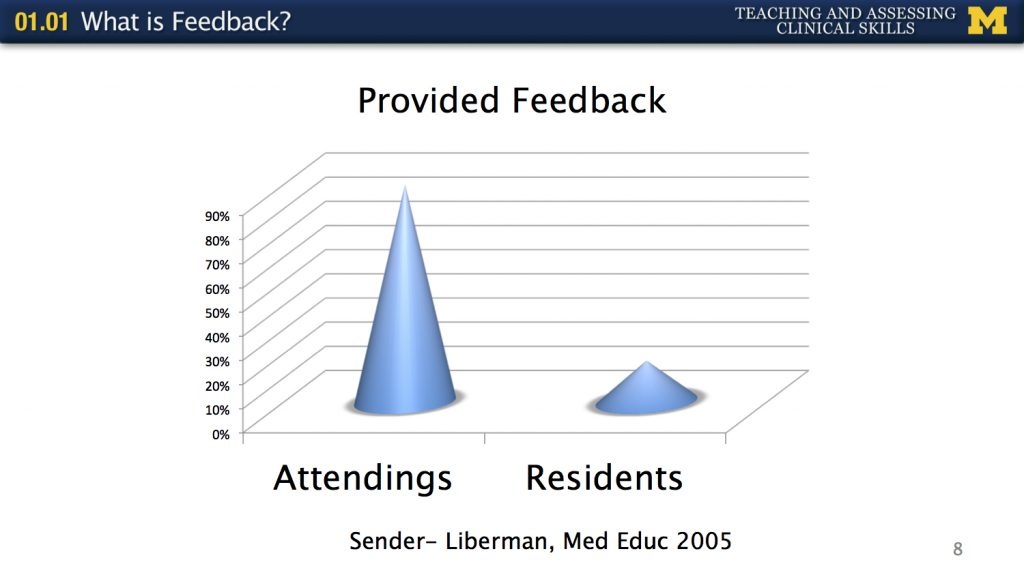 01.01 What is Feedback?
TEACHING AND ASSESSING
CLINICAL SKILLS
M
Provided Feedback
90%
80%
70%
60%
50%
40%
30%
20%
10%
0%
Attendings Residents
Sender– Liberman, Med Educ 2005
8